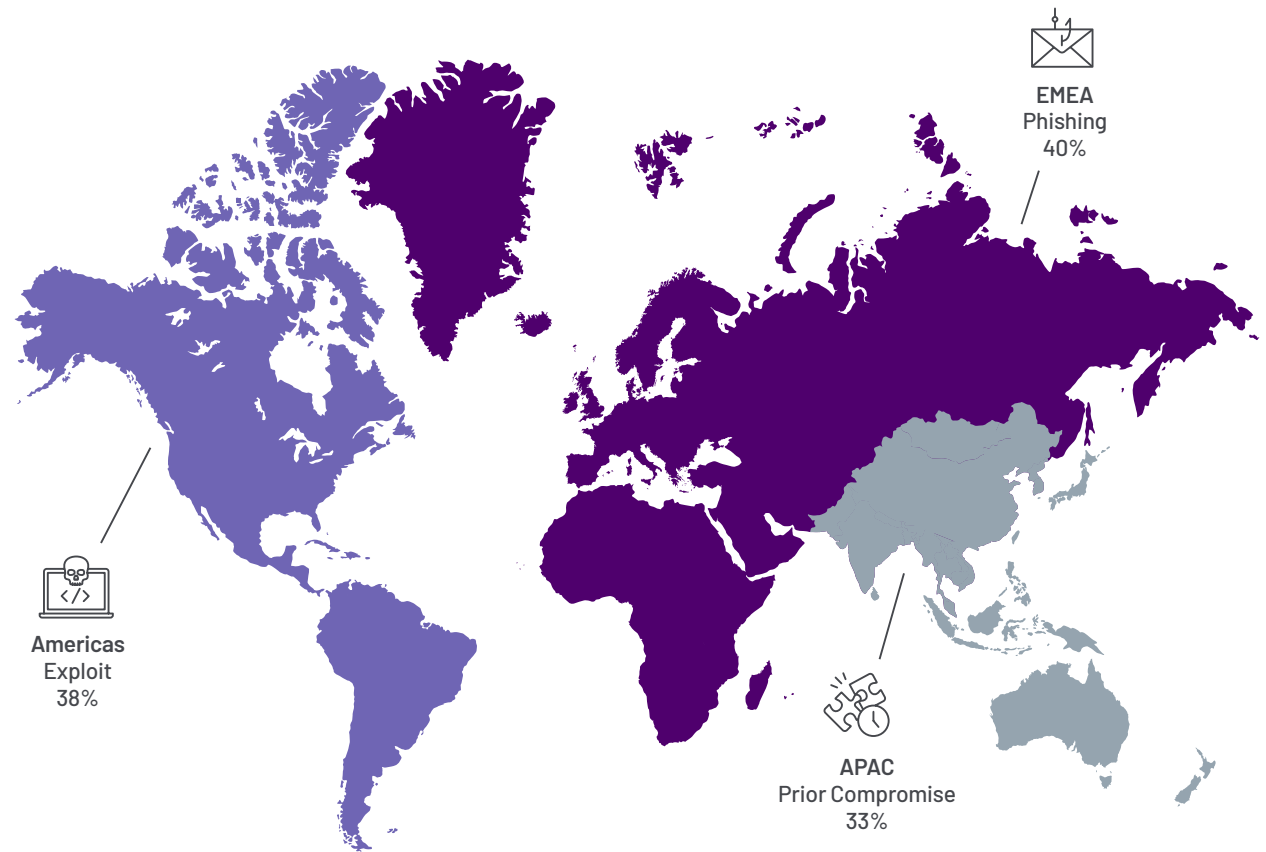 EMEA
Phishing
40%
</>
Americas
Exploit
38%
APAC
Prior Compromise
33%